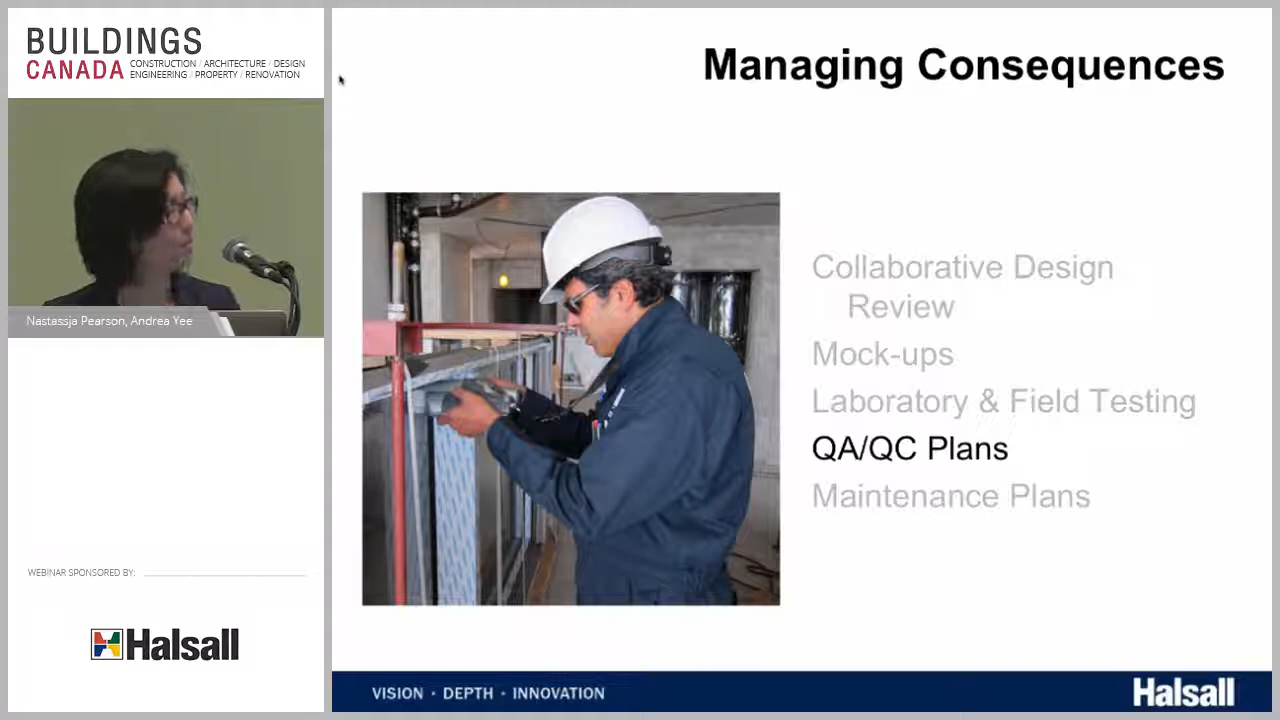 BUILDINGS
CANADA
CONSTRUCTION / ARCHITECTURE / DESIGN
ENGINEERING / PROPERTY / RENOVATION
Nastassja Pearson, Andrea Yee
WEBINAR SPONSORED BY:
Halsall
Managing Consequences
Collaborative Design
Review
Mock-ups
Laboratory & Field Testing
QA/QC Plans
Maintenance Plans
VISION • DEPTH • INNOVATION
Halsall